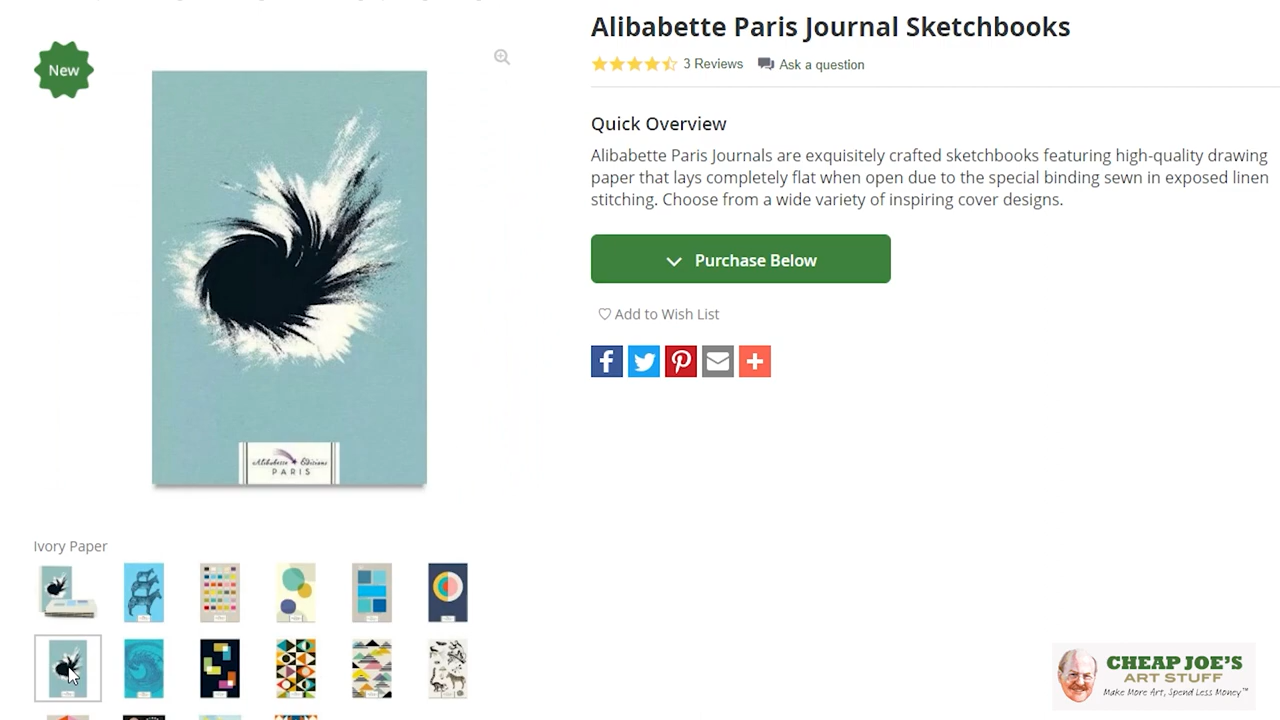 Alibabette Paris Journal Sketchbooks
New
3 Reviews
Ask a question
Quick Overview
Alibabette Paris Journals are exquisitely crafted sketchbooks featuring high-quality drawing
paper that lays completely flat when open due to the special binding sewn in exposed linen
stitching. Choose from a wide variety of inspiring cover designs.
Purchase Below
Add to Wish List
Alibabette Éditions
PARIS
Ivory Paper
CHEAP JOE'S
ART STUFF
Make More Art, Spend Less Money™